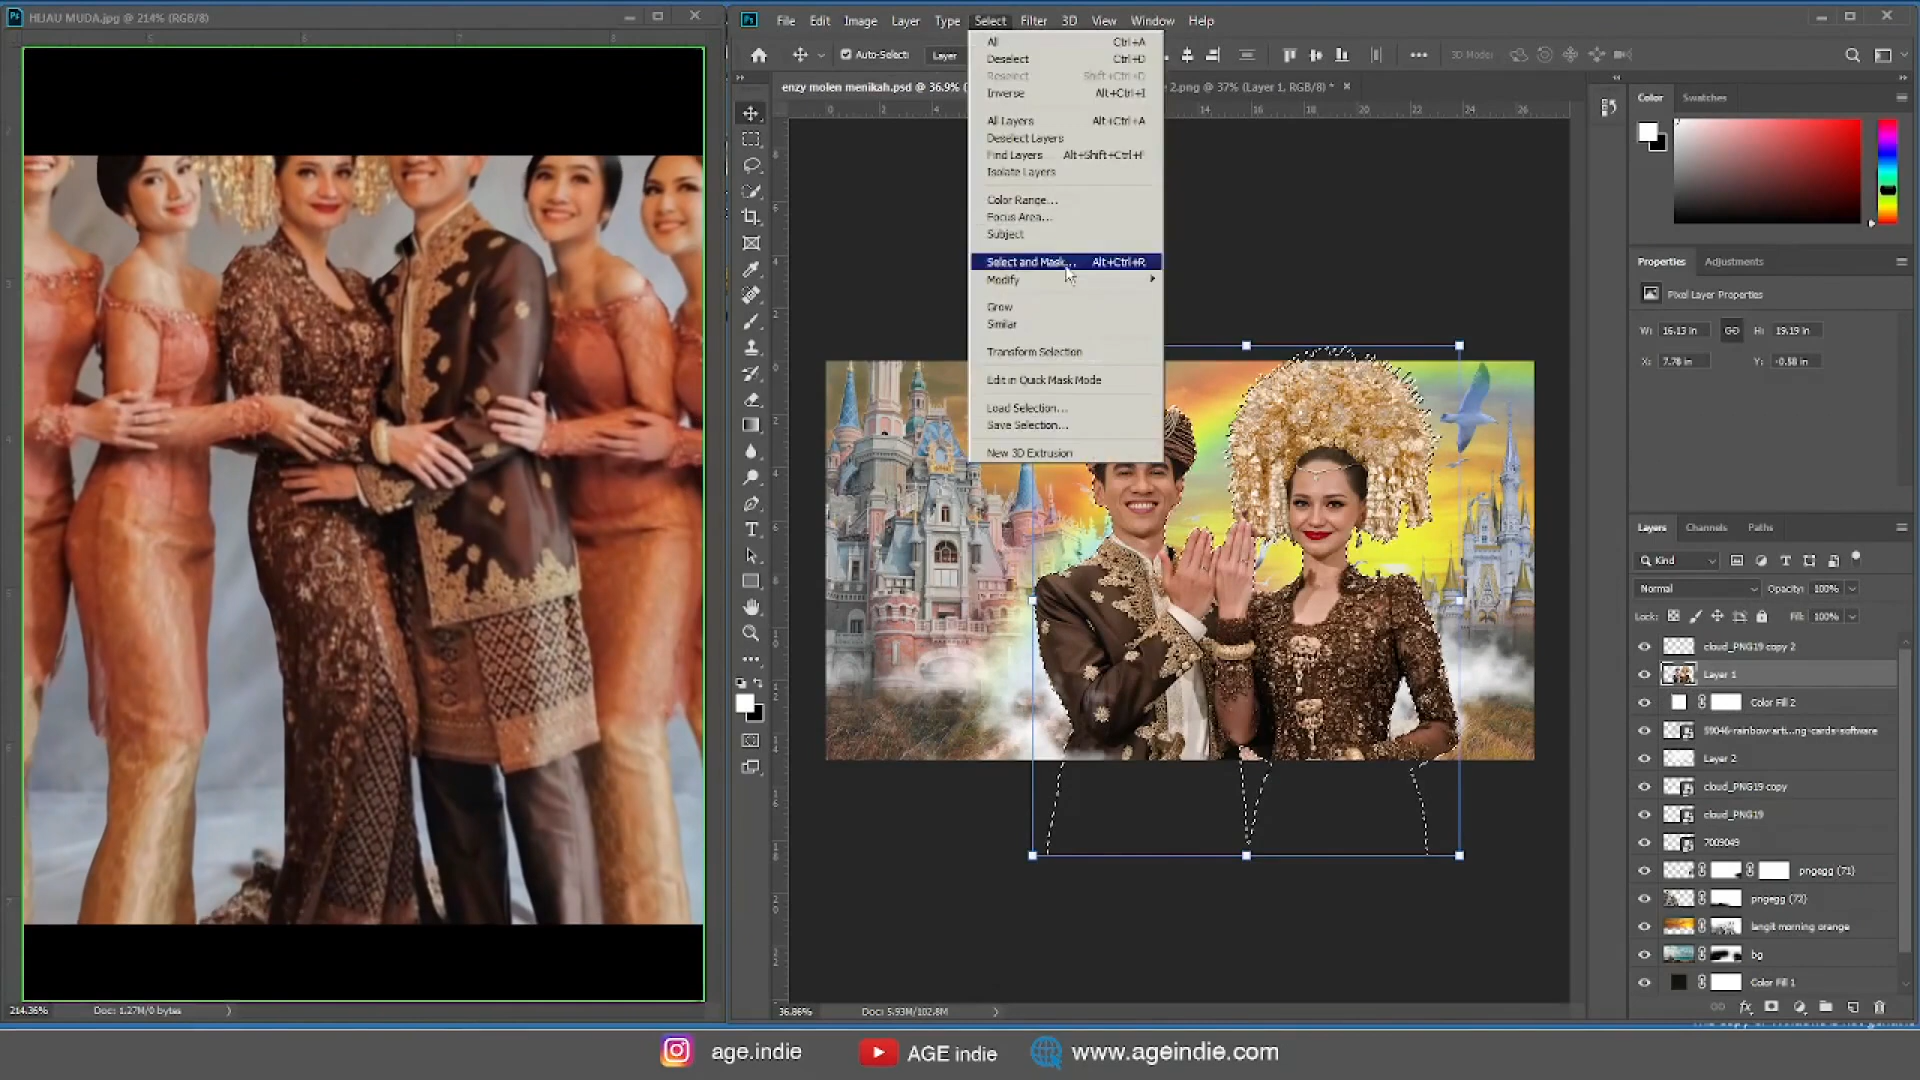 HIJAU MUDA.jpg @ 214% (RGB/8)
File Edit Image Layer Type Select Filter 3D View Window Help
Auto-Select: Layer 3D Mode:
enzy molen menikah.psd @ 36.9% ( 2.png @ 37% (Layer 1, RGB/8) *
All Ctrl+A
Deselect Ctrl+D
Reselect Shift+Ctrl+D
Inverse Alt+Ctrl+I
All Layers Alt+Ctrl+A
Deselect Layers
Find Layers Alt+Shift+Ctrl+F
Isolate Layers
Color Range...
Focus Area...
Subject
Select and Mask... Alt+Ctrl+R
Modify
Grow
Similar
Transform Selection
Edit in Quick Mask Mode
Load Selection...
Save Selection...
New 3D Extrusion
Color Swatches
Properties Adjustments
Pixel Layer Properties
W: 16.13 in H: 19.19 in
X: 7.78 in Y: -0.58 in
Layers Channels Paths
Kind
Normal Opacity: 100%
Lock: Fill: 100%
cloud_PNG19 copy 2
Layer 1
Color Fill 2
59046-rainbow-arti...ng-cards-software
Layer 2
cloud_PNG19 copy
cloud_PNG19
7009049
pngegg (71)
pngegg (72)
langit morning orange
bg
Color Fill 1
214.36% Doc: 1.27M/0 bytes
36.86% Doc: 5.93M/102.8M
age.indie AGE indie www.ageindie.com